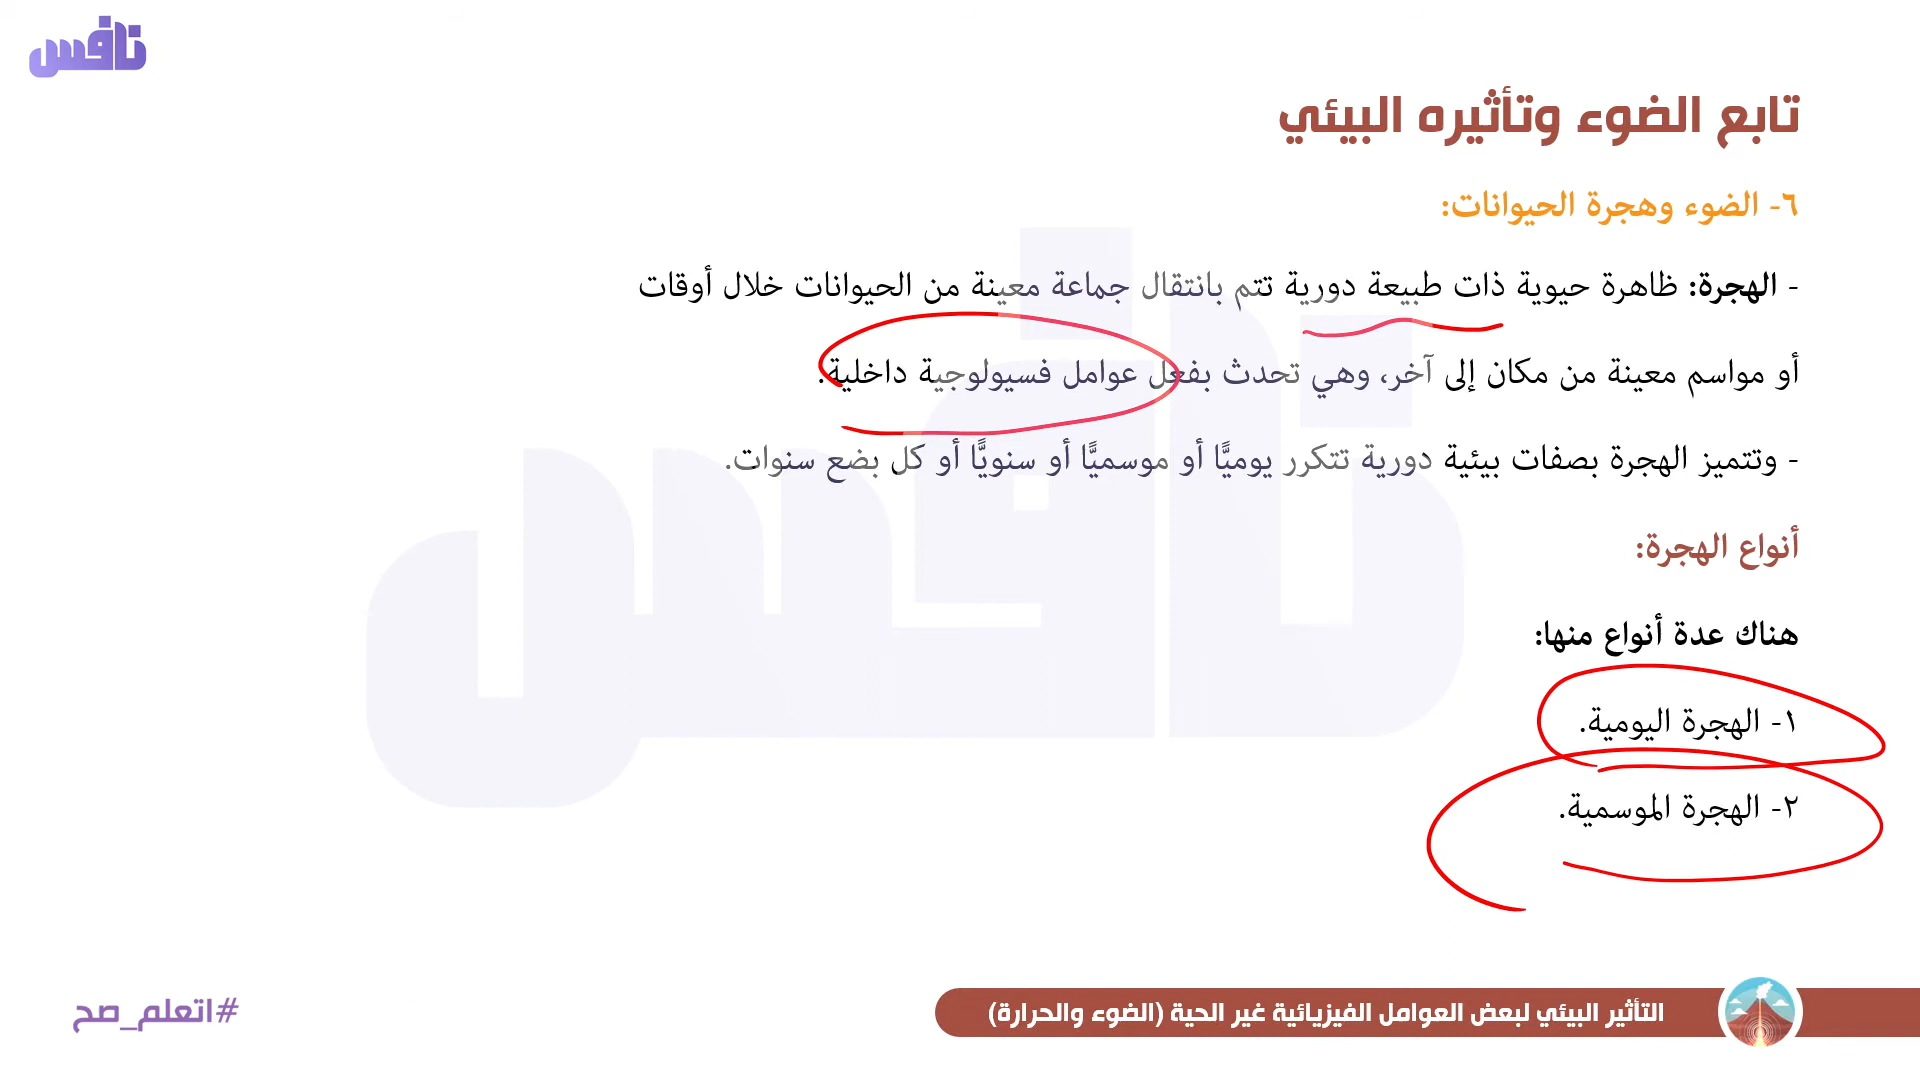 نافس
تابع الضوء وتأثيره البيئي
٦- الضوء وهجرة الحيوانات:
- الهجرة: ظاهرة حيوية ذات طبيعة دورية تتم بانتقال جماعة معينة من الحيوانات خلال أوقات
أو مواسم معينة من مكان إلى آخر، وهي تحدث بفعل عوامل فسيولوجية داخلية.
- وتتميز الهجرة بصفات بيئية دورية تتكرر يوميًّا أو موسميًّا أو سنويًّا أو كل بضع سنوات.
أنواع الهجرة:
هناك عدة أنواع منها:
١- الهجرة اليومية.
٢- الهجرة الموسمية.
التأثير البيئي لبعض العوامل الفيزيائية غير الحية (الضوء والحرارة)
#اتعلم_صح